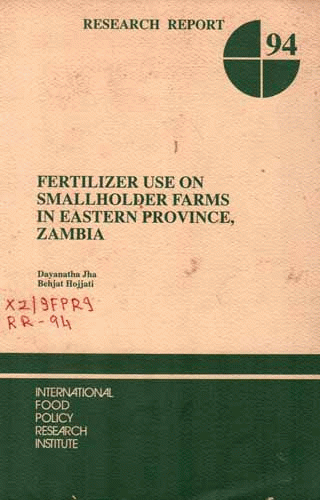 RESEARCH REPORT
94
FERTILIZER USE ON
SMALLHOLDER FARMS
IN EASTERN PROVINCE,
ZAMBIA
Dayanatha Jha
Behjat Hojjati
XZ/9FPR9
RR-94
INTERNATIONAL
FOOD
POLICY
RESEARCH
INSTITUTE